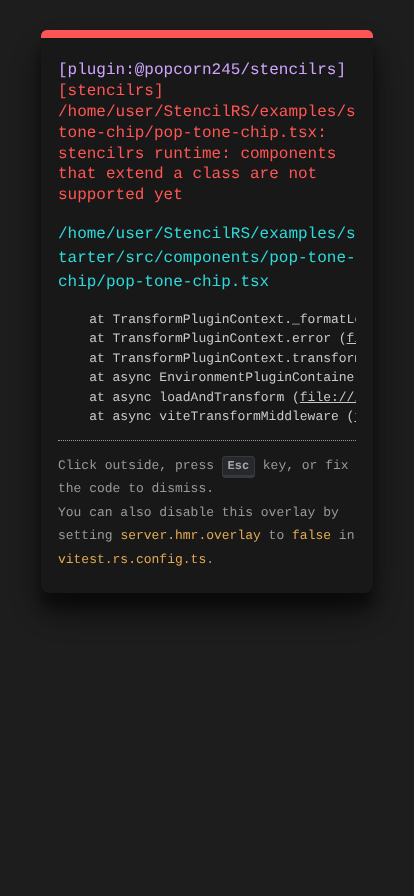 [plugin:@popcorn245/stencilrs]
[stencilrs]
/home/user/StencilRS/examples/s
tone-chip/pop-tone-chip.tsx:
stencilrs runtime: components
that extend a class are not
supported yet
/home/user/StencilRS/examples/s
tarter/src/components/pop-tone-
chip/pop-tone-chip.tsx
at TransformPluginContext._formatLo
at TransformPluginContext.error (f
at TransformPluginContext.transform
at async EnvironmentPluginContaine
at async loadAndTransform (file://
at async viteTransformMiddleware (
Click outside, press Esc key, or fix
the code to dismiss.
You can also disable this overlay by
setting server.hmr.overlay to false in
vitest.rs.config.ts.